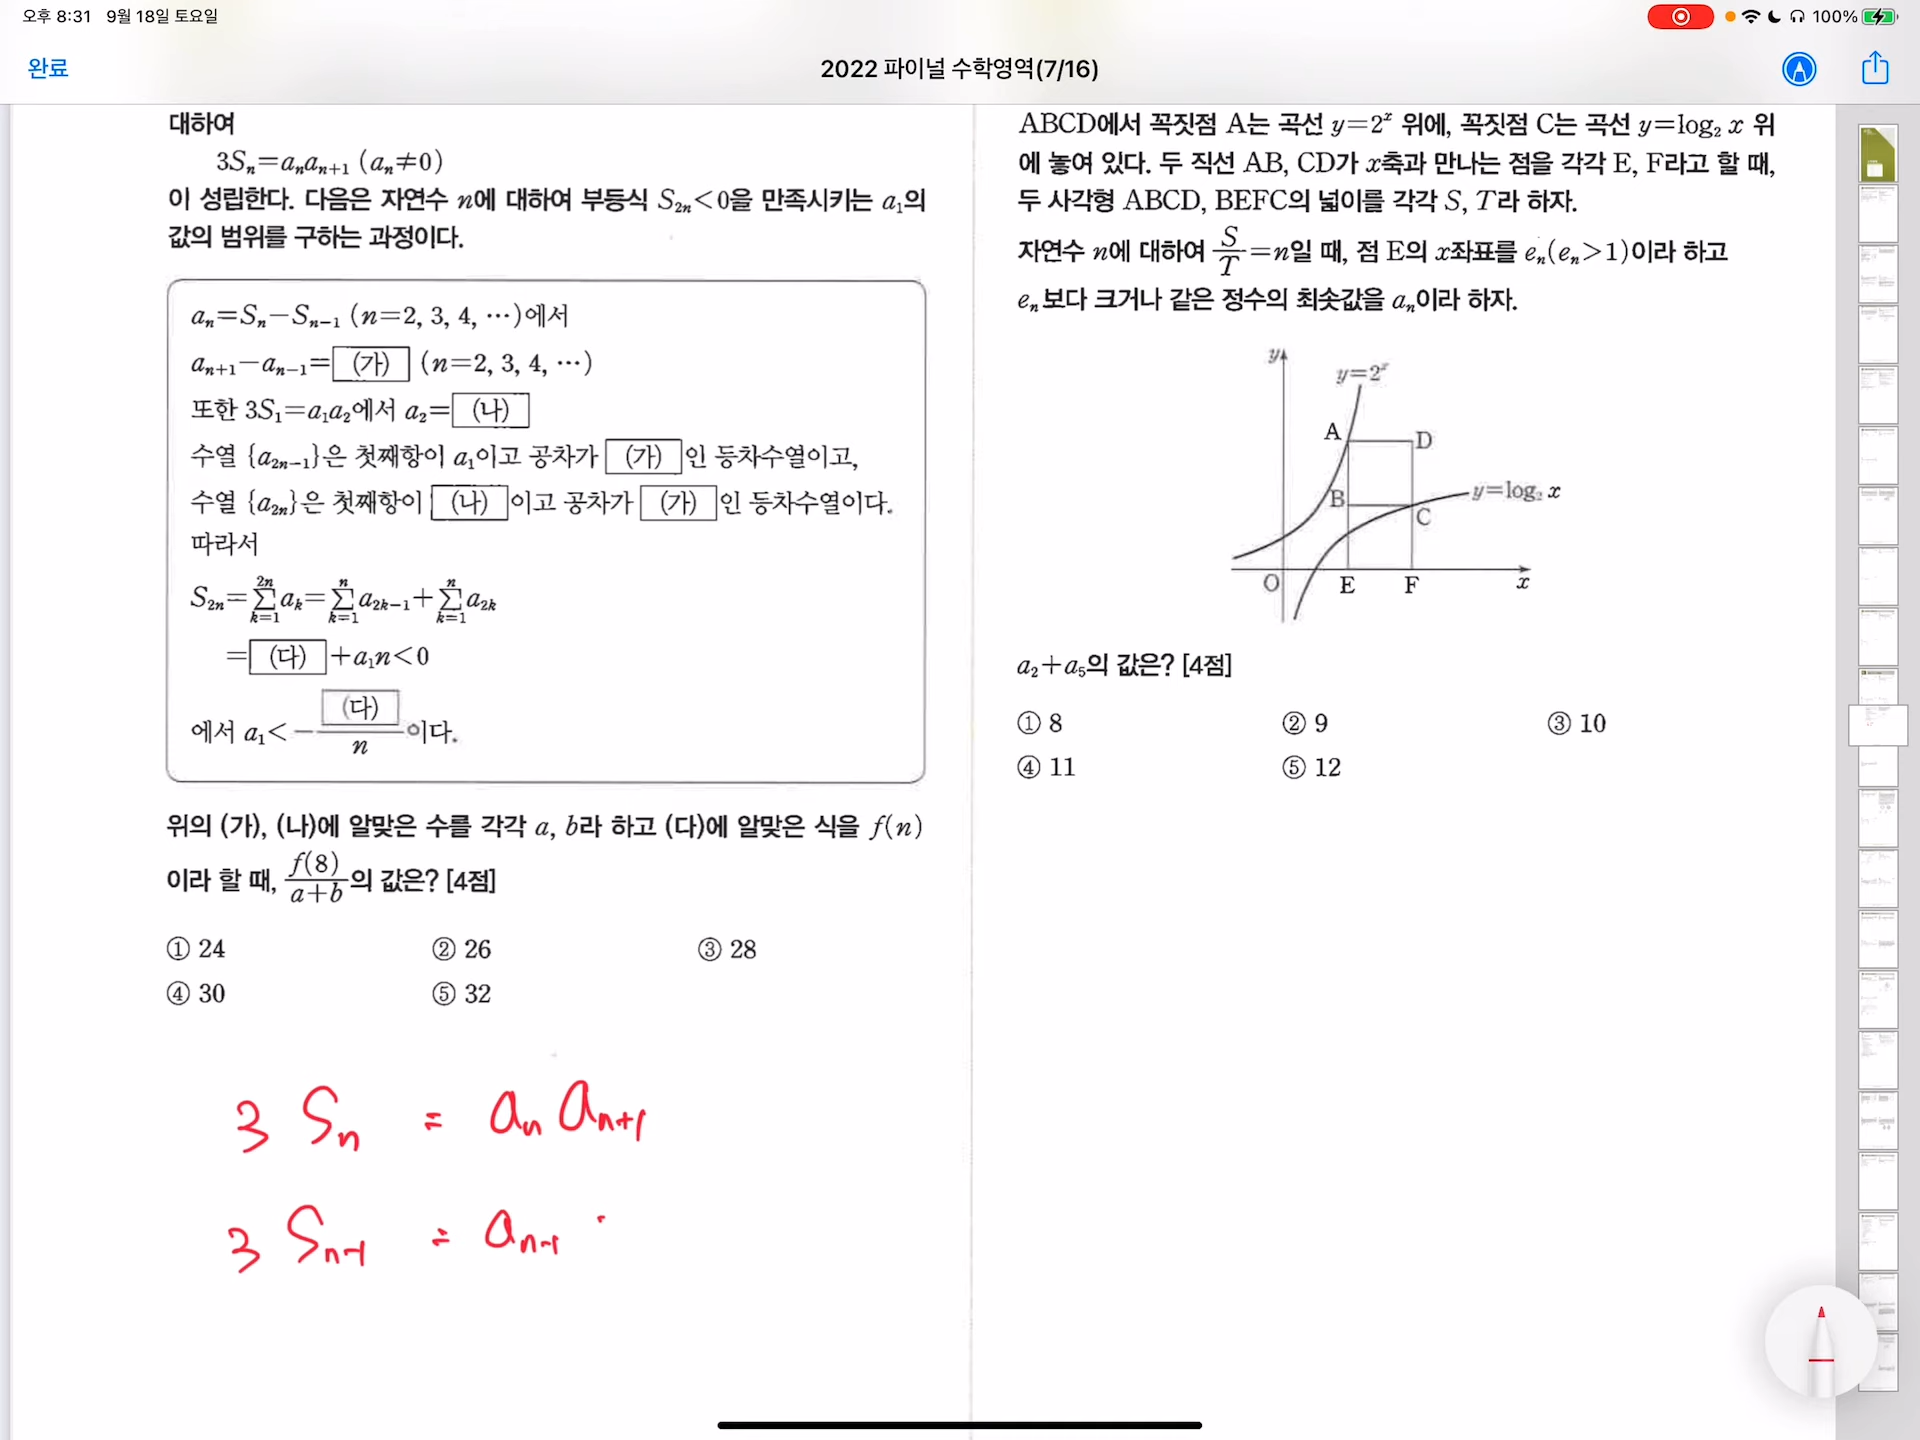 오후 8:31 9월 18일 토요일
100%
완료
2022 파이널 수학영역(7/16)
대하여
3Sₙ=aₙaₙ₊₁ (aₙ≠0)
이 성립한다. 다음은 자연수 n에 대하여 부등식 S₂ₙ<0을 만족시키는 a₁의
값의 범위를 구하는 과정이다.
aₙ=Sₙ−Sₙ₋₁ (n=2, 3, 4, ⋯)에서
aₙ₊₁−aₙ₋₁= (가) (n=2, 3, 4, ⋯)
또한 3S₁=a₁a₂에서 a₂= (나)
수열 {a₂ₙ₋₁}은 첫째항이 a₁이고 공차가 (가) 인 등차수열이고,
수열 {a₂ₙ}은 첫째항이 (나) 이고 공차가 (가) 인 등차수열이다.
따라서
S₂ₙ=∑(k=1, 2n) aₖ=∑(k=1, n) a₂ₖ₋₁+∑(k=1, n) a₂ₖ
= (다) +a₁n<0
에서 a₁<− (다)/n 이다.
위의 (가), (나)에 알맞은 수를 각각 a, b라 하고 (다)에 알맞은 식을 f(n)
이라 할 때, f(8)/(a+b) 의 값은? [4점]
① 24 ② 26 ③ 28
④ 30 ⑤ 32
3 Sₙ = aₙ aₙ₊₁
3 Sₙ₋₁ = aₙ₋₁
ABCD에서 꼭짓점 A는 곡선 y=2ˣ 위에, 꼭짓점 C는 곡선 y=log₂ x 위
에 놓여 있다. 두 직선 AB, CD가 x축과 만나는 점을 각각 E, F라고 할 때,
두 사각형 ABCD, BEFC의 넓이를 각각 S, T라 하자.
자연수 n에 대하여 S/T=n일 때, 점 E의 x좌표를 eₙ(eₙ>1)이라 하고
eₙ보다 크거나 같은 정수의 최솟값을 aₙ이라 하자.
y
y=2ˣ
A D
B y=log₂ x
C
O E F x
a₂+a₅의 값은? [4점]
① 8 ② 9 ③ 10
④ 11 ⑤ 12